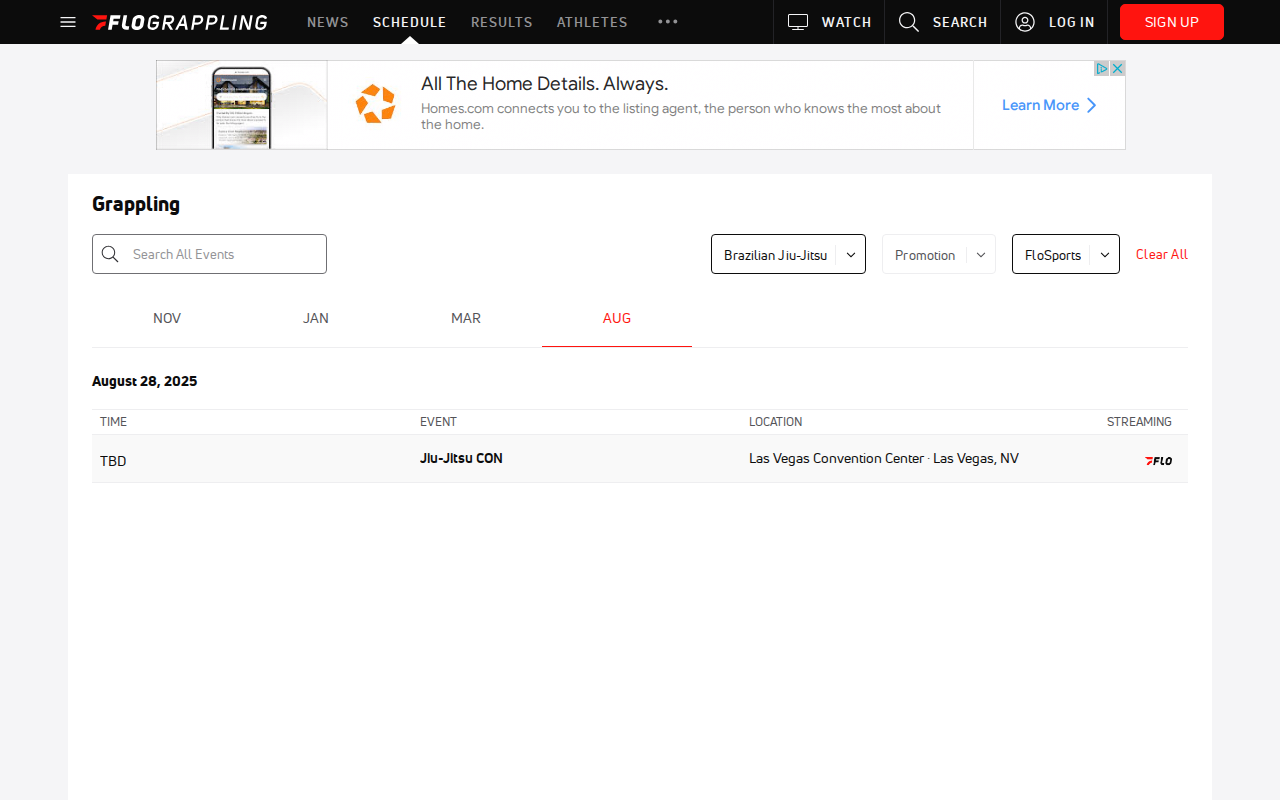 FLOGRAPPLING NEWS SCHEDULE RESULTS ATHLETES ••• WATCH SEARCH LOG IN SIGN UP
All The Home Details. Always.
Homes.com connects you to the listing agent, the person who knows the most about
the home.
Learn More
Grappling
Search All Events Brazilian Jiu-Jitsu Promotion FloSports Clear All
NOV JAN MAR AUG
August 28, 2025
TIME EVENT LOCATION STREAMING
TBD Jiu-Jitsu CON Las Vegas Convention Center · Las Vegas, NV FLO